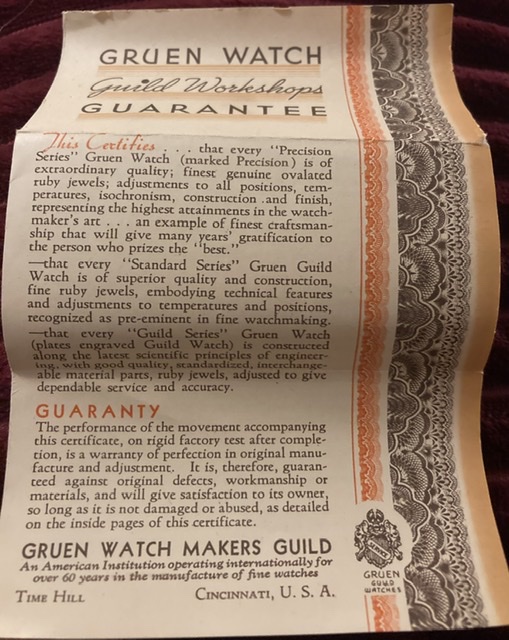 GRUEN WATCH
Guild Workshops
GUARANTEE
This Certifies . . . that every "Precision
Series" Gruen Watch (marked Precision) is of
extraordinary quality; finest genuine ovalated
ruby jewels; adjustments to all positions, tem-
peratures, isochronism, construction .and finish,
representing the highest attainments in the watch-
maker's art . . . an example of finest craftsman-
ship that will give many years' gratification to
the person who prizes the "best."
—that every "Standard Series" Gruen Guild
Watch is of superior quality and construction,
fine ruby jewels, embodying technical features
and adjustments to temperatures and positions,
recognized as pre-eminent in fine watchmaking.
—that every "Guild Series" Gruen Watch
(plates engraved Guild Watch) is constructed
along the latest scientific principles of engineer-
ing, with good quality, standardized, interchange-
able material parts, ruby jewels, adjusted to give
dependable service and accuracy.
GUARANTY
The performance of the movement accompanying
this certificate, on rigid factory test after comple-
tion, is a warranty of perfection in original manu-
facture and adjustment. It is, therefore, guaran-
teed against original defects, workmanship or
materials, and will give satisfaction to its owner,
so long as it is not damaged or abused, as detailed
on the inside pages of this certificate.
GRUEN WATCH MAKERS GUILD
An American Institution operating internationally for
over 60 years in the manufacture of fine watches
TIME HILL CINCINNATI, U. S. A.
GRUEN
GUILD
WATCHES